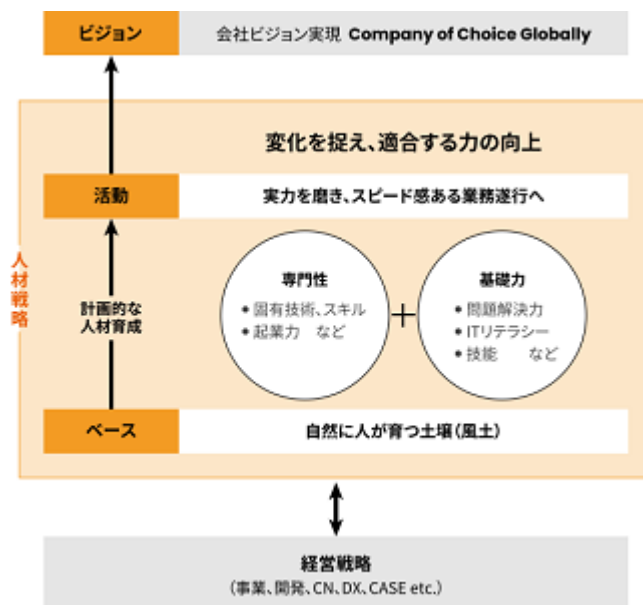 ビジョン
会社ビジョン実現 Company of Choice Globally
人材戦略
変化を捉え、適合する力の向上
活動
実力を磨き、スピード感ある業務遂行へ
計画的な
人材育成
専門性
● 固有技術、スキル
● 起業力 など
+
基礎力
● 問題解決力
● ITリテラシー
● 技能 など
ベース
自然に人が育つ土壌(風土)
経営戦略
(事業、開発、CN、DX、CASE etc.)